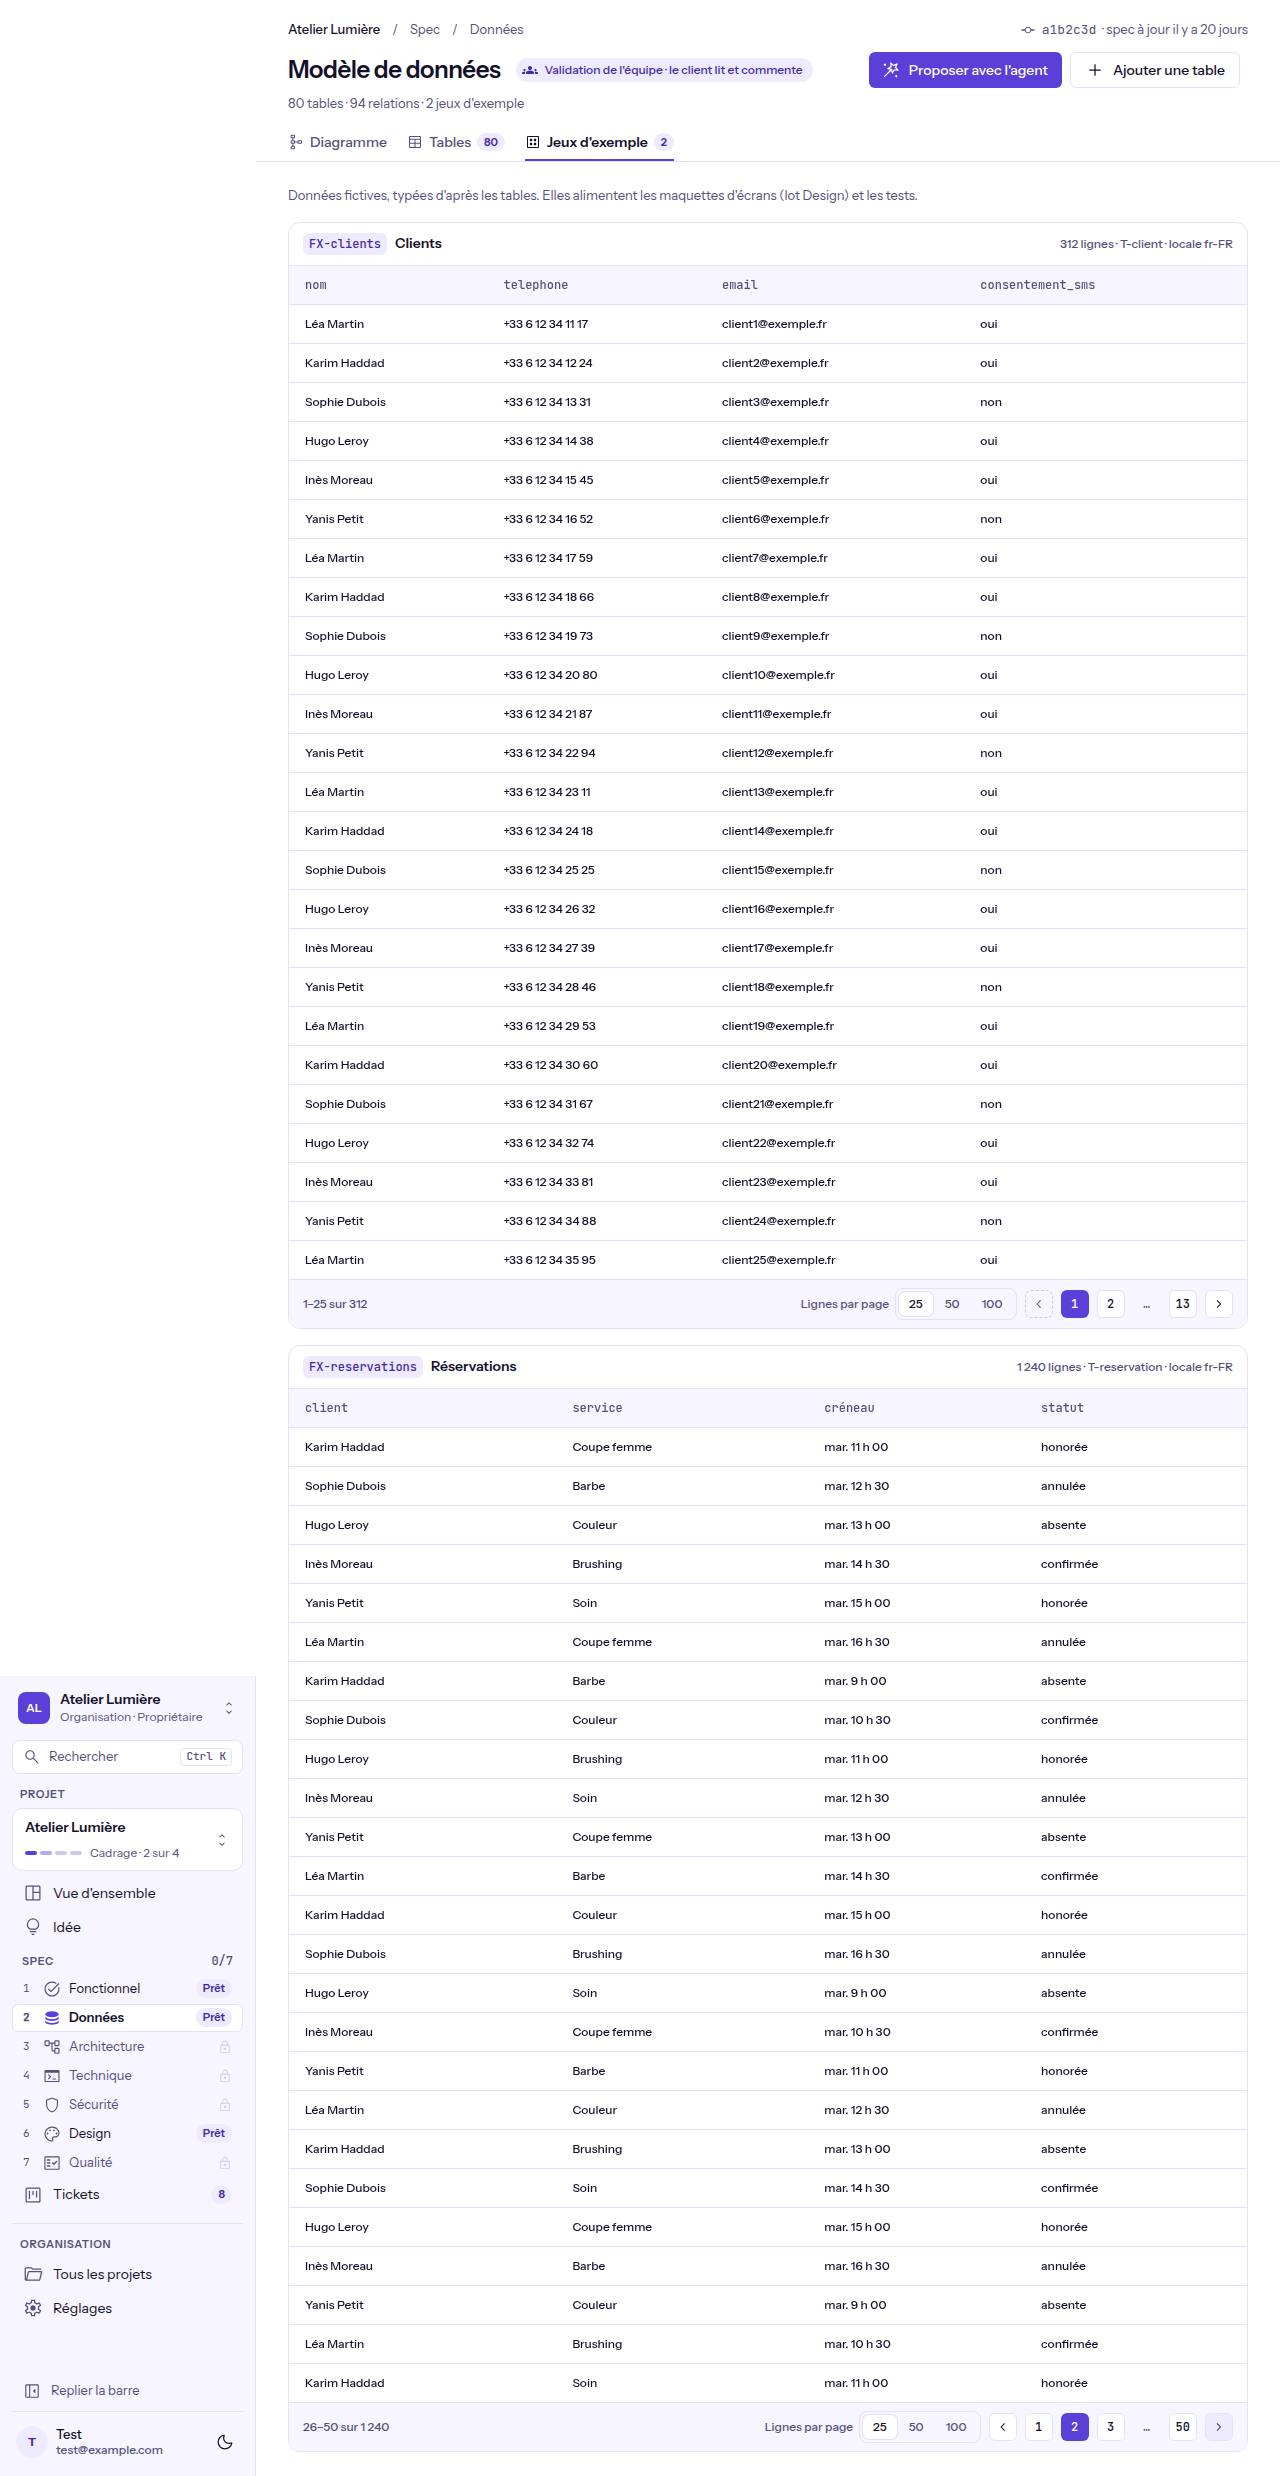 Atelier Lumière / Spec / Données
a1b2c3d · spec à jour il y a 20 jours
Modèle de données
Validation de l'équipe · le client lit et commente
Proposer avec l'agent
Ajouter une table
80 tables · 94 relations · 2 jeux d'exemple
Diagramme
Tables 80
Jeux d'exemple 2
Données fictives, typées d'après les tables. Elles alimentent les maquettes d'écrans (lot Design) et les tests.
FX-clients Clients
312 lignes · T-client · locale fr-FR
nom telephone email consentement_sms
Léa Martin +33 6 12 34 11 17 client1@exemple.fr oui
Karim Haddad +33 6 12 34 12 24 client2@exemple.fr oui
Sophie Dubois +33 6 12 34 13 31 client3@exemple.fr non
Hugo Leroy +33 6 12 34 14 38 client4@exemple.fr oui
Inès Moreau +33 6 12 34 15 45 client5@exemple.fr oui
Yanis Petit +33 6 12 34 16 52 client6@exemple.fr non
Léa Martin +33 6 12 34 17 59 client7@exemple.fr oui
Karim Haddad +33 6 12 34 18 66 client8@exemple.fr oui
Sophie Dubois +33 6 12 34 19 73 client9@exemple.fr non
Hugo Leroy +33 6 12 34 20 80 client10@exemple.fr oui
Inès Moreau +33 6 12 34 21 87 client11@exemple.fr oui
Yanis Petit +33 6 12 34 22 94 client12@exemple.fr non
Léa Martin +33 6 12 34 23 11 client13@exemple.fr oui
Karim Haddad +33 6 12 34 24 18 client14@exemple.fr oui
Sophie Dubois +33 6 12 34 25 25 client15@exemple.fr non
Hugo Leroy +33 6 12 34 26 32 client16@exemple.fr oui
Inès Moreau +33 6 12 34 27 39 client17@exemple.fr oui
Yanis Petit +33 6 12 34 28 46 client18@exemple.fr non
Léa Martin +33 6 12 34 29 53 client19@exemple.fr oui
Karim Haddad +33 6 12 34 30 60 client20@exemple.fr oui
Sophie Dubois +33 6 12 34 31 67 client21@exemple.fr non
Hugo Leroy +33 6 12 34 32 74 client22@exemple.fr oui
Inès Moreau +33 6 12 34 33 81 client23@exemple.fr oui
Yanis Petit +33 6 12 34 34 88 client24@exemple.fr non
Léa Martin +33 6 12 34 35 95 client25@exemple.fr oui
1–25 sur 312 Lignes par page 25 50 100 1 2 … 13
FX-reservations Réservations
1 240 lignes · T-reservation · locale fr-FR
client service créneau statut
Karim Haddad Coupe femme mar. 11 h 00 honorée
Sophie Dubois Barbe mar. 12 h 30 annulée
Hugo Leroy Couleur mar. 13 h 00 absente
Inès Moreau Brushing mar. 14 h 30 confirmée
Yanis Petit Soin mar. 15 h 00 honorée
Léa Martin Coupe femme mar. 16 h 30 annulée
Karim Haddad Barbe mar. 9 h 00 absente
Sophie Dubois Couleur mar. 10 h 30 confirmée
Hugo Leroy Brushing mar. 11 h 00 honorée
Inès Moreau Soin mar. 12 h 30 annulée
Yanis Petit Coupe femme mar. 13 h 00 absente
Léa Martin Barbe mar. 14 h 30 confirmée
Karim Haddad Couleur mar. 15 h 00 honorée
Sophie Dubois Brushing mar. 16 h 30 annulée
Hugo Leroy Soin mar. 9 h 00 absente
Inès Moreau Coupe femme mar. 10 h 30 confirmée
Yanis Petit Barbe mar. 11 h 00 honorée
Léa Martin Couleur mar. 12 h 30 annulée
Karim Haddad Brushing mar. 13 h 00 absente
Sophie Dubois Soin mar. 14 h 30 confirmée
Hugo Leroy Coupe femme mar. 15 h 00 honorée
Inès Moreau Barbe mar. 16 h 30 annulée
Yanis Petit Couleur mar. 9 h 00 absente
Léa Martin Brushing mar. 10 h 30 confirmée
Karim Haddad Soin mar. 11 h 00 honorée
26–50 sur 1 240 Lignes par page 25 50 100 1 2 3 … 50
AL Atelier Lumière
Organisation · Propriétaire
Rechercher Ctrl K
PROJET
Atelier Lumière
Cadrage · 2 sur 4
Vue d'ensemble
Idée
SPEC 0/7
1 Fonctionnel Prêt
2 Données Prêt
3 Architecture
4 Technique
5 Sécurité
6 Design Prêt
7 Qualité
Tickets 8
ORGANISATION
Tous les projets
Réglages
Replier la barre
T Test
test@example.com